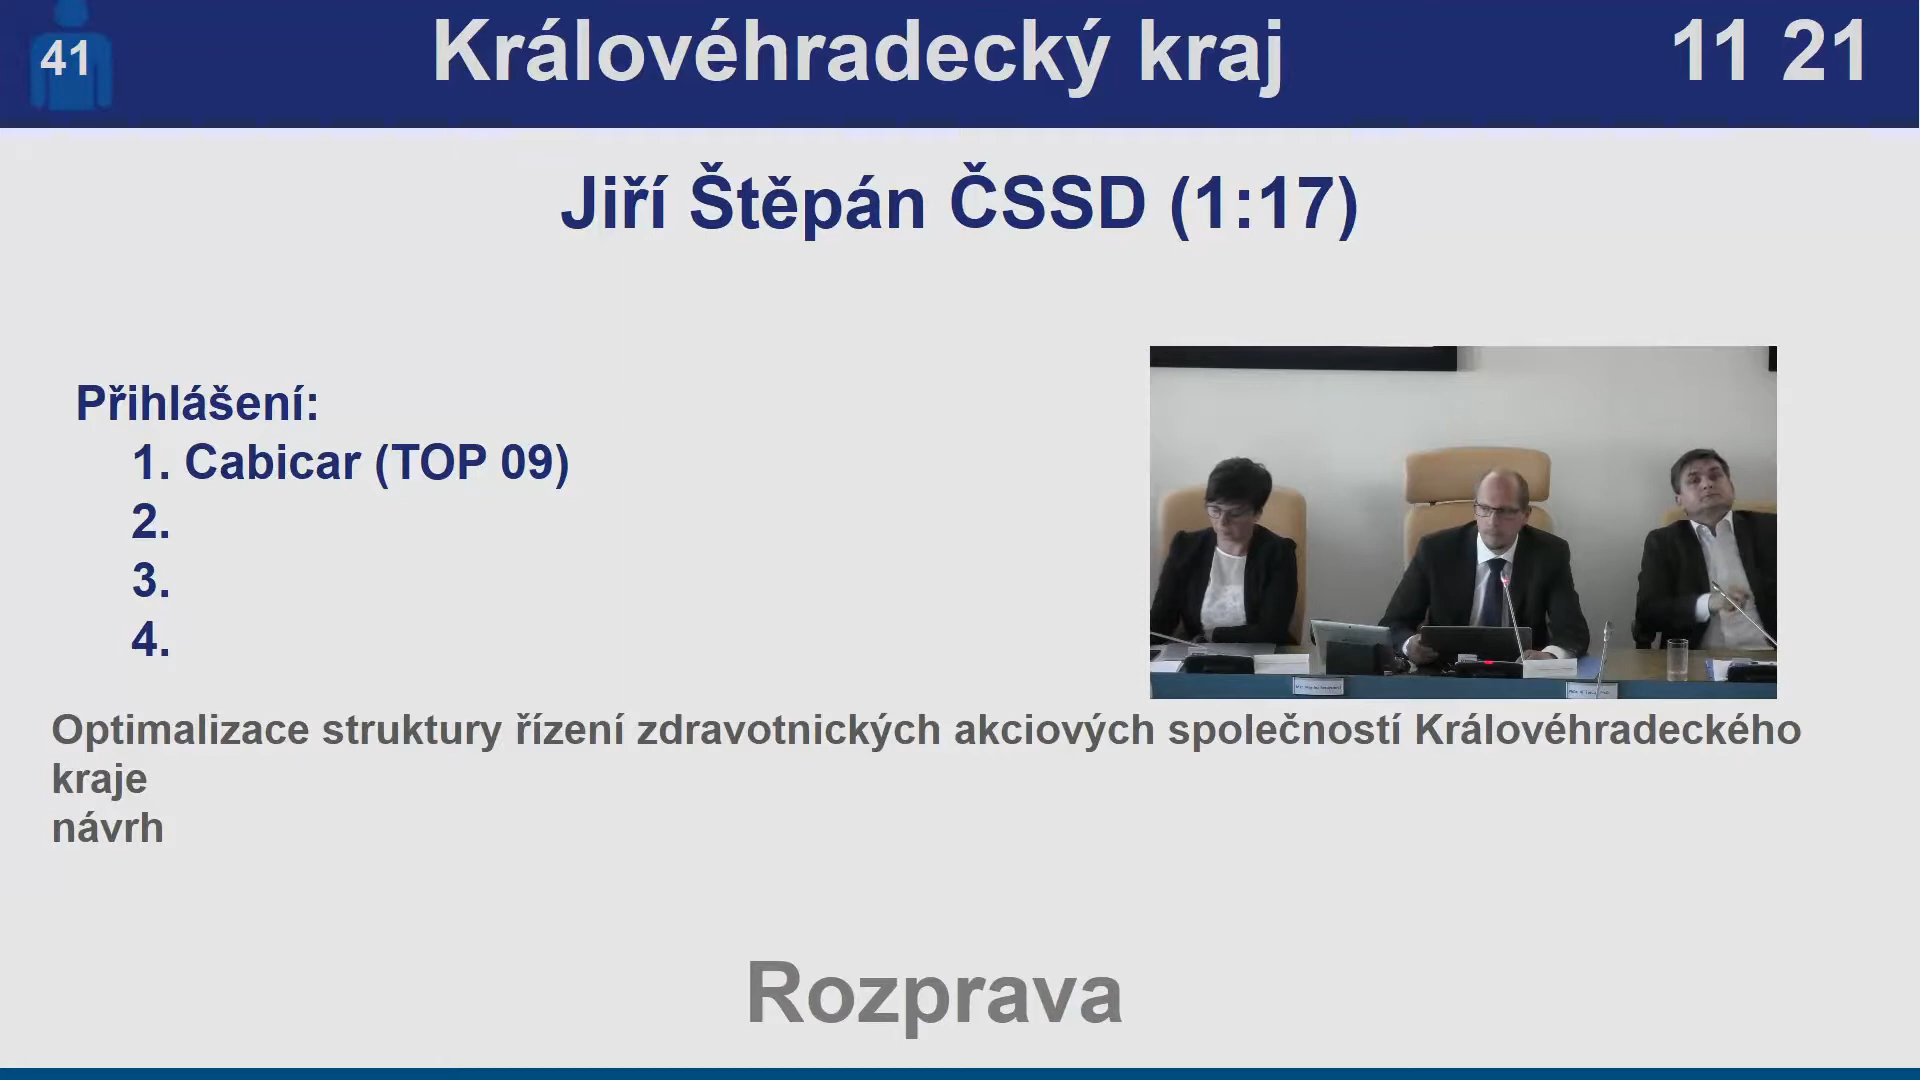 41
Královéhradecký kraj
11 21
Jiří Štěpán ČSSD (1:17)
Přihlášení:
1. Cabicar (TOP 09)
2.
3.
4.
Optimalizace struktury řízení zdravotnických akciových společností Královéhradeckého
kraje
návrh
Rozprava